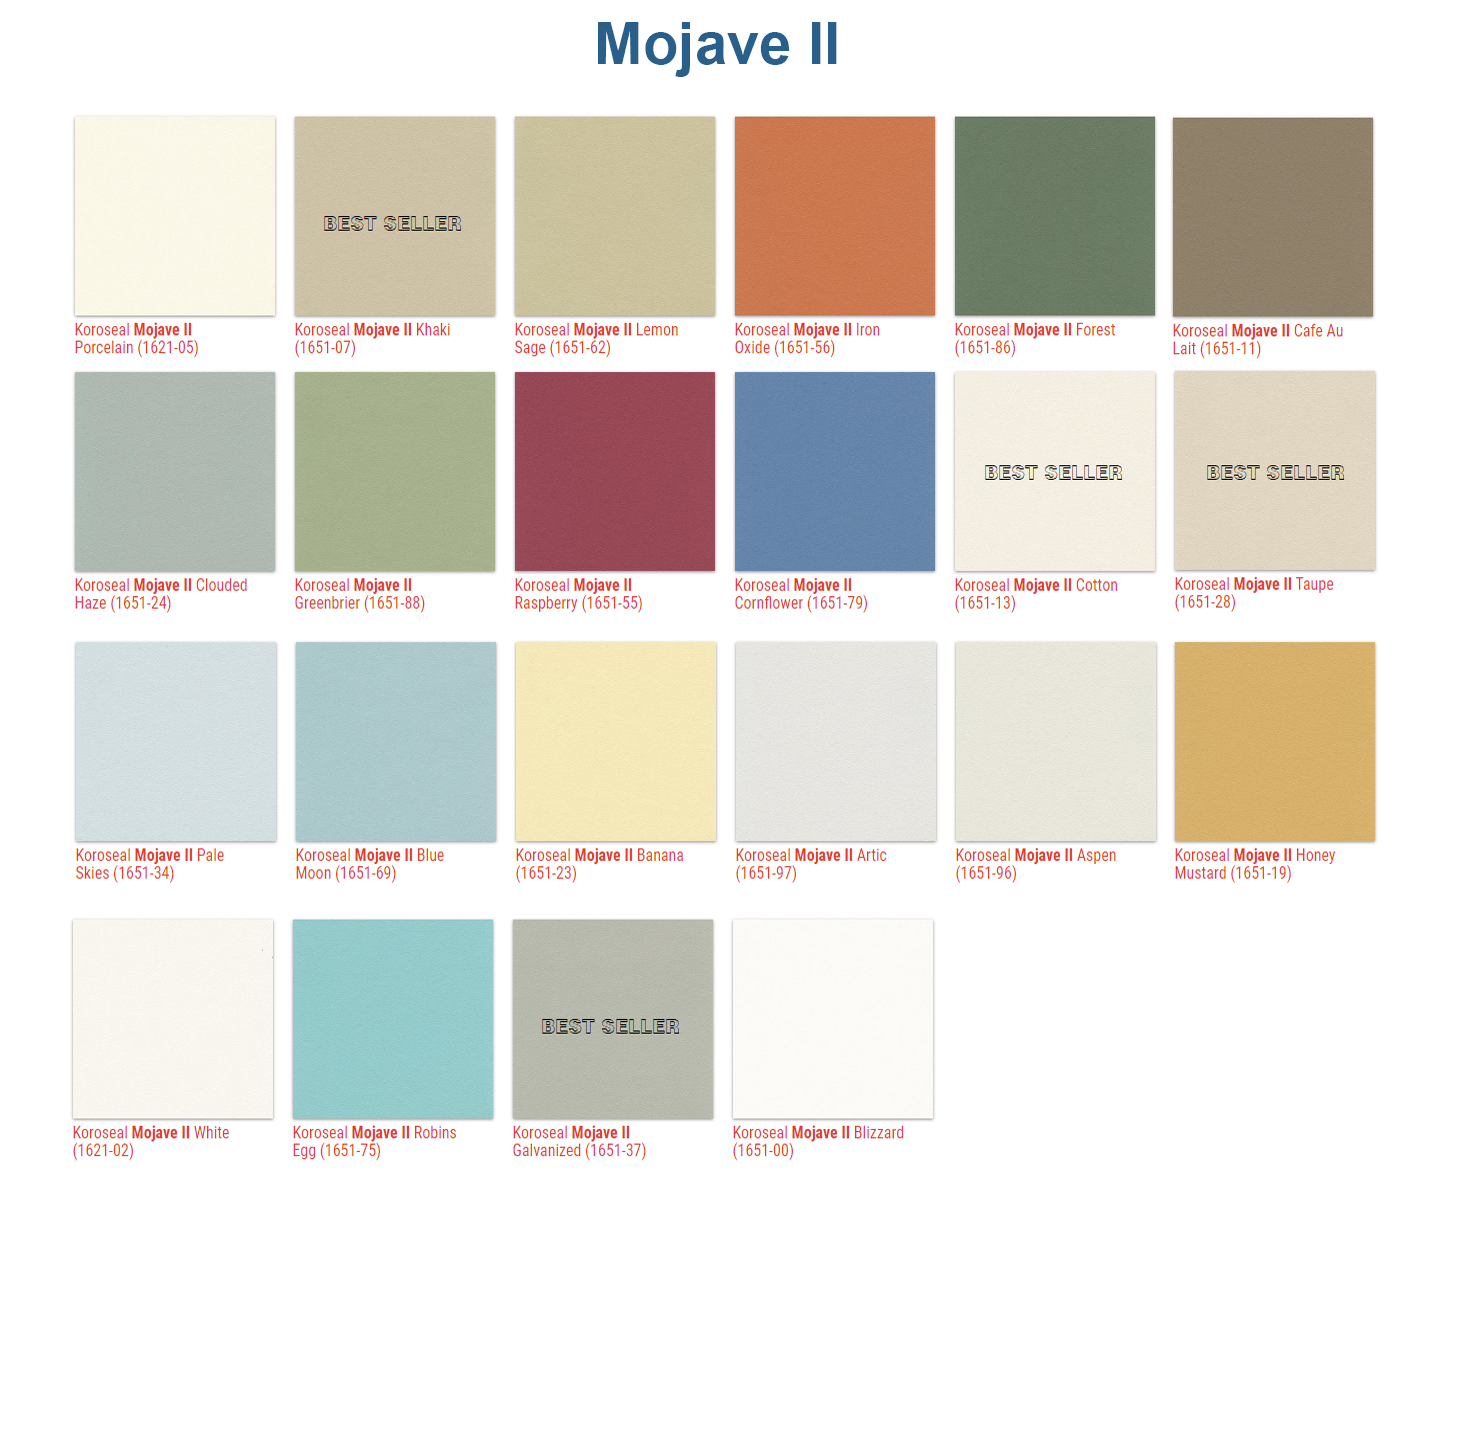 Mojave II
BEST SELLER
Koroseal Mojave II
Porcelain (1621-05)
Koroseal Mojave II Khaki
(1651-07)
Koroseal Mojave II Lemon
Sage (1651-62)
Koroseal Mojave II Iron
Oxide (1651-56)
Koroseal Mojave II Forest
(1651-86)
Koroseal Mojave II Cafe Au
Lait (1651-11)
BEST SELLER
BEST SELLER
Koroseal Mojave II Clouded
Haze (1651-24)
Koroseal Mojave II
Greenbrier (1651-88)
Koroseal Mojave II
Raspberry (1651-55)
Koroseal Mojave II
Cornflower (1651-79)
Koroseal Mojave II Cotton
(1651-13)
Koroseal Mojave II Taupe
(1651-28)
Koroseal Mojave II Pale
Skies (1651-34)
Koroseal Mojave II Blue
Moon (1651-69)
Koroseal Mojave II Banana
(1651-23)
Koroseal Mojave II Artic
(1651-97)
Koroseal Mojave II Aspen
(1651-96)
Koroseal Mojave II Honey
Mustard (1651-19)
BEST SELLER
Koroseal Mojave II White
(1621-02)
Koroseal Mojave II Robins
Egg (1651-75)
Koroseal Mojave II
Galvanized (1651-37)
Koroseal Mojave II Blizzard
(1651-00)